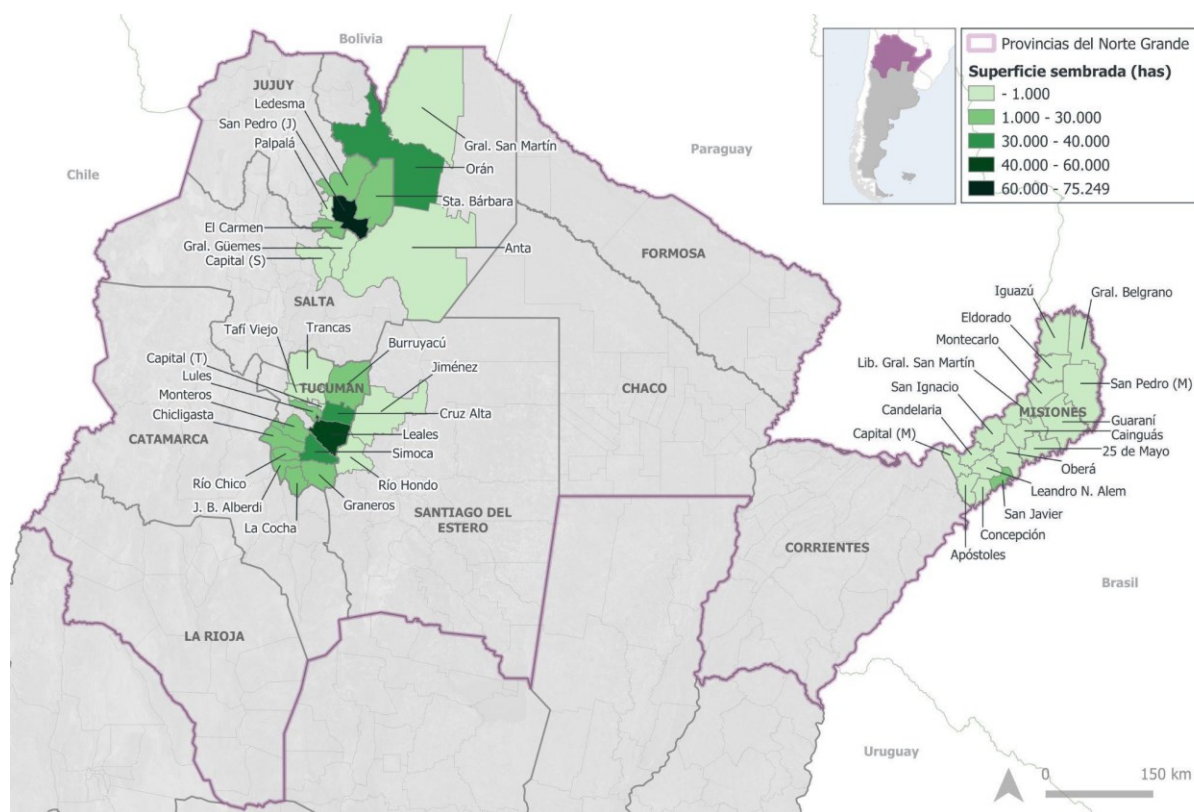 Bolivia
JUJUY
Ledesma
San Pedro (J)
Palpalá
Gral. San Martín
Orán
Paraguay
Chile
Sta. Bárbara
El Carmen
Gral. Güemes
Capital (S)
Anta
FORMOSA
SALTA
Tafí Viejo
Trancas
Burruyacú
Capital (T)
Jiménez
Lules
TUCUMÁN
Monteros
Chicligasta
Cruz Alta
CHACO
CATAMARCA
Leales
Simoca
Río Chico
Río Hondo
J. B. Alberdi
Graneros
La Cocha
SANTIAGO DEL
ESTERO
LA RIOJA
CORRIENTES
Iguazú
Gral. Belgrano
Eldorado
Montecarlo
Lib. Gral. San Martín
San Pedro (M)
San Ignacio
MISIONES
Candelaria
Guaraní
Capital (M)
Cainguás
25 de Mayo
Oberá
Leandro N. Alem
San Javier
Concepción
Apóstoles
Brasil
Uruguay
Provincias del Norte Grande
Superficie sembrada (has)
- 1.000
1.000 - 30.000
30.000 - 40.000
40.000 - 60.000
60.000 - 75.249
0
150 km